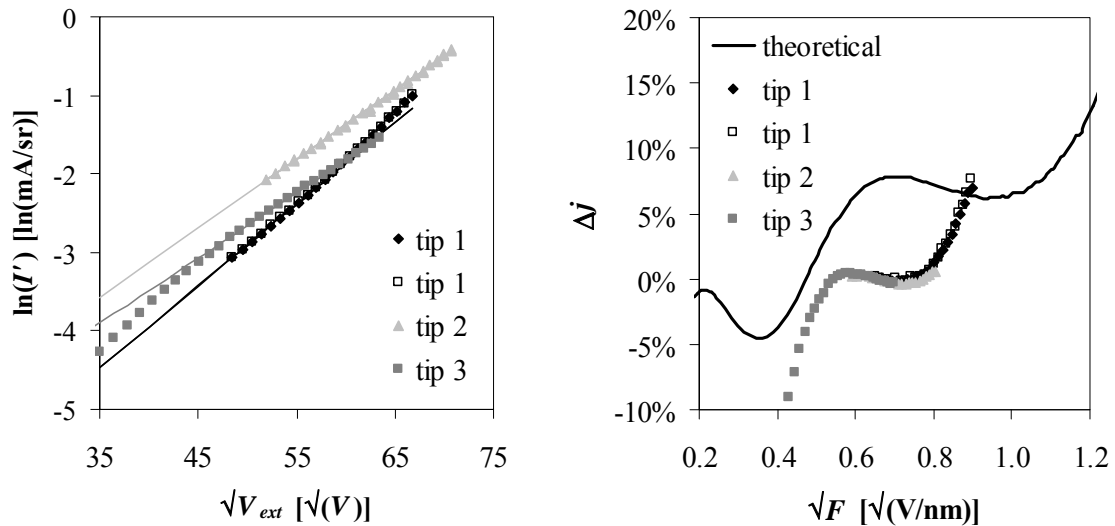 0
-1
-2
-3
-4
-5
ln(I') [ln(mA/sr)]
tip 1
tip 1
tip 2
tip 3
35 45 55 65 75
√V ext [√(V)]
20%
15%
10%
5%
0%
-5%
-10%
Δj
theoretical
tip 1
tip 1
tip 2
tip 3
0.2 0.4 0.6 0.8 1.0 1.2
√F [√(V/nm)]